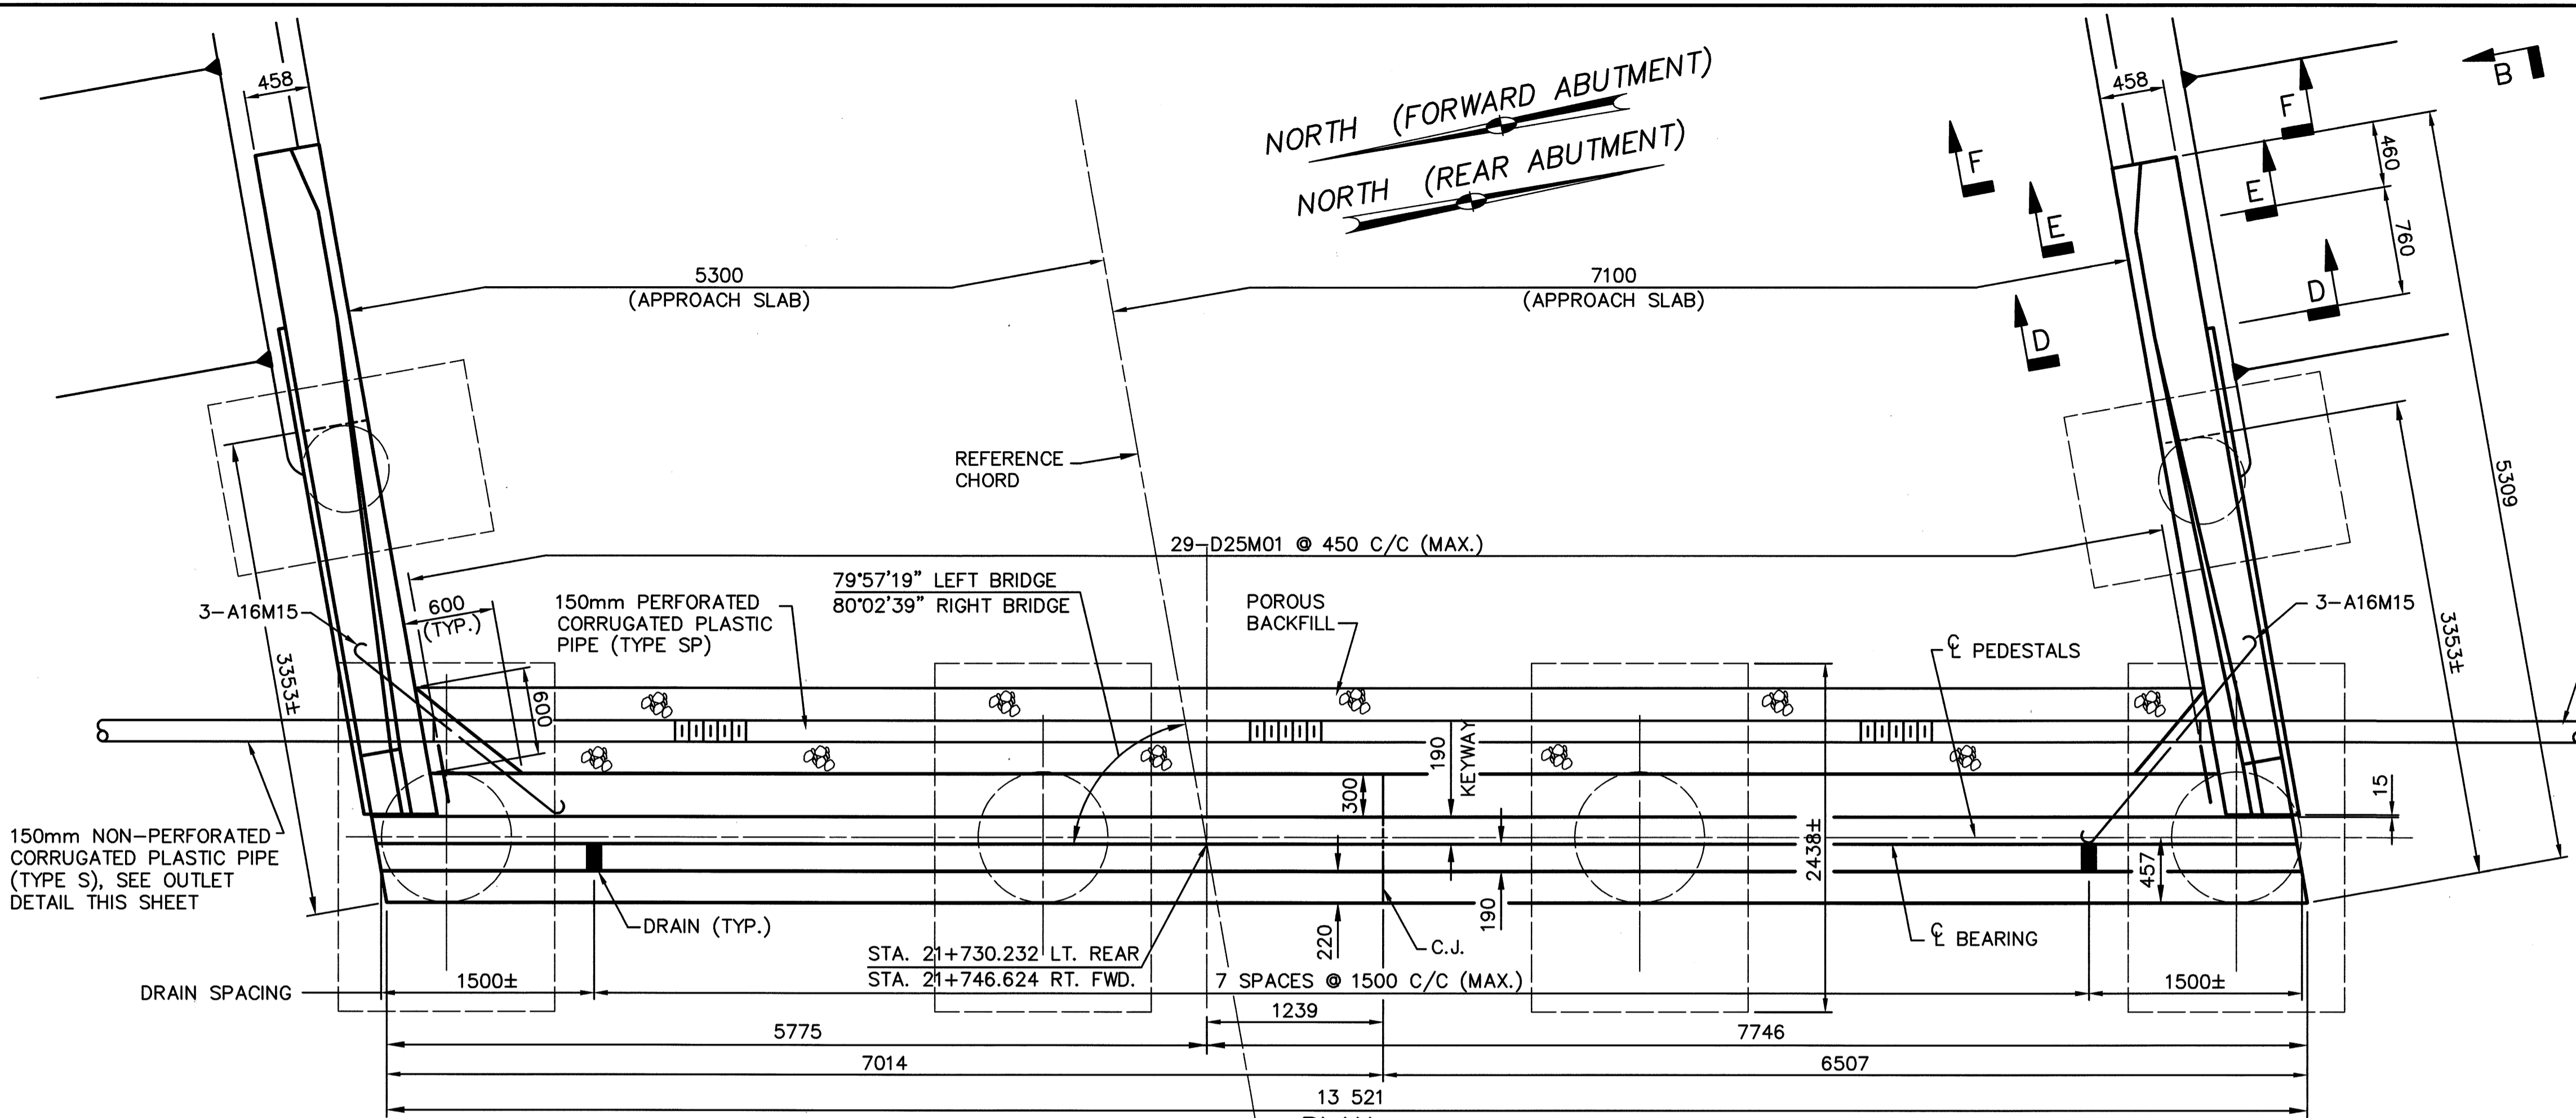 458
NORTH (FORWARD ABUTMENT)
NORTH (REAR ABUTMENT)
458
B
F
F
E
E
D
D
460
760
5309
5300
(APPROACH SLAB)
7100
(APPROACH SLAB)
REFERENCE
CHORD
29-D25M01 @ 450 C/C (MAX.)
79°57'19" LEFT BRIDGE
80°02'39" RIGHT BRIDGE
3-A16M15
600
(TYP.)
150mm PERFORATED
CORRUGATED PLASTIC
PIPE (TYPE SP)
POROUS
BACKFILL
℄ PEDESTALS
3-A16M15
3353±
3353±
600
190
KEYWAY
300
2438±
15
457
150mm NON-PERFORATED
CORRUGATED PLASTIC PIPE
(TYPE S), SEE OUTLET
DETAIL THIS SHEET
DRAIN (TYP.)
220
190
C.J.
℄ BEARING
STA. 21+730.232 LT. REAR
STA. 21+746.624 RT. FWD.
DRAIN SPACING
1500±
7 SPACES @ 1500 C/C (MAX.)
1500±
1239
5775
7746
7014
6507
13 521